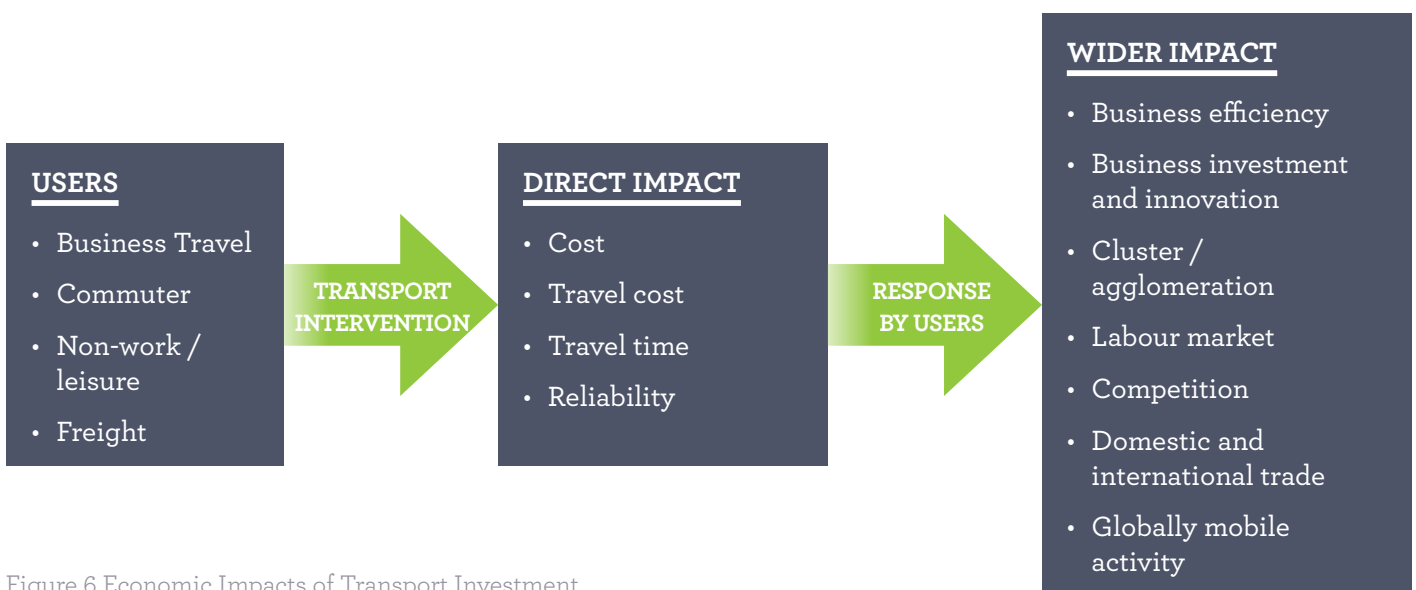 USERS
• Business Travel
• Commuter
• Non-work /
leisure
• Freight
TRANSPORT
INTERVENTION
DIRECT IMPACT
• Cost
• Travel cost
• Travel time
• Reliability
RESPONSE
BY USERS
WIDER IMPACT
• Business efficiency
• Business investment
and innovation
• Cluster /
agglomeration
• Labour market
• Competition
• Domestic and
international trade
• Globally mobile
activity
Figure 6 Economic Impacts of Transport Investment